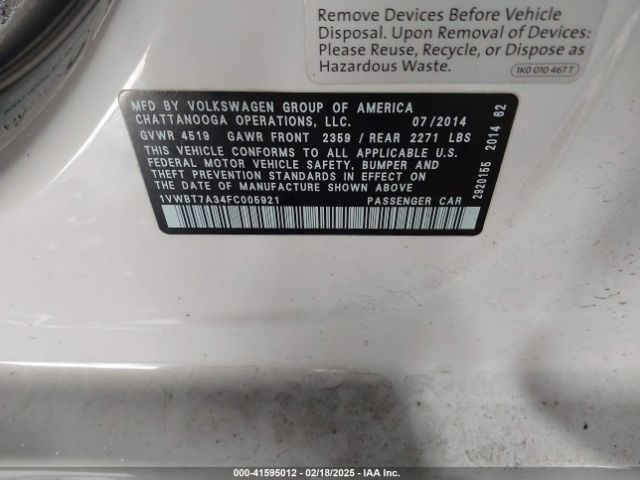 Remove Devices Before Vehicle
Disposal. Upon Removal of Devices:
Please Reuse, Recycle, or Dispose as
Hazardous Waste.
1K0 010 467 T
MFD BY VOLKSWAGEN GROUP OF AMERICA
CHATTANOOGA OPERATIONS, LLC. 07/2014
GVWR 4519 GAWR FRONT 2359 / REAR 2271 LBS
THIS VEHICLE CONFORMS TO ALL APPLICABLE U.S.
FEDERAL MOTOR VEHICLE SAFETY, BUMPER AND
THEFT PREVENTION STANDARDS IN EFFECT ON
THE DATE OF MANUFACTURE SHOWN ABOVE
1VWBT7A34FC005921 PASSENGER CAR
2920155 2014 62
000-41595012 - 02/18/2025 - IAA Inc.